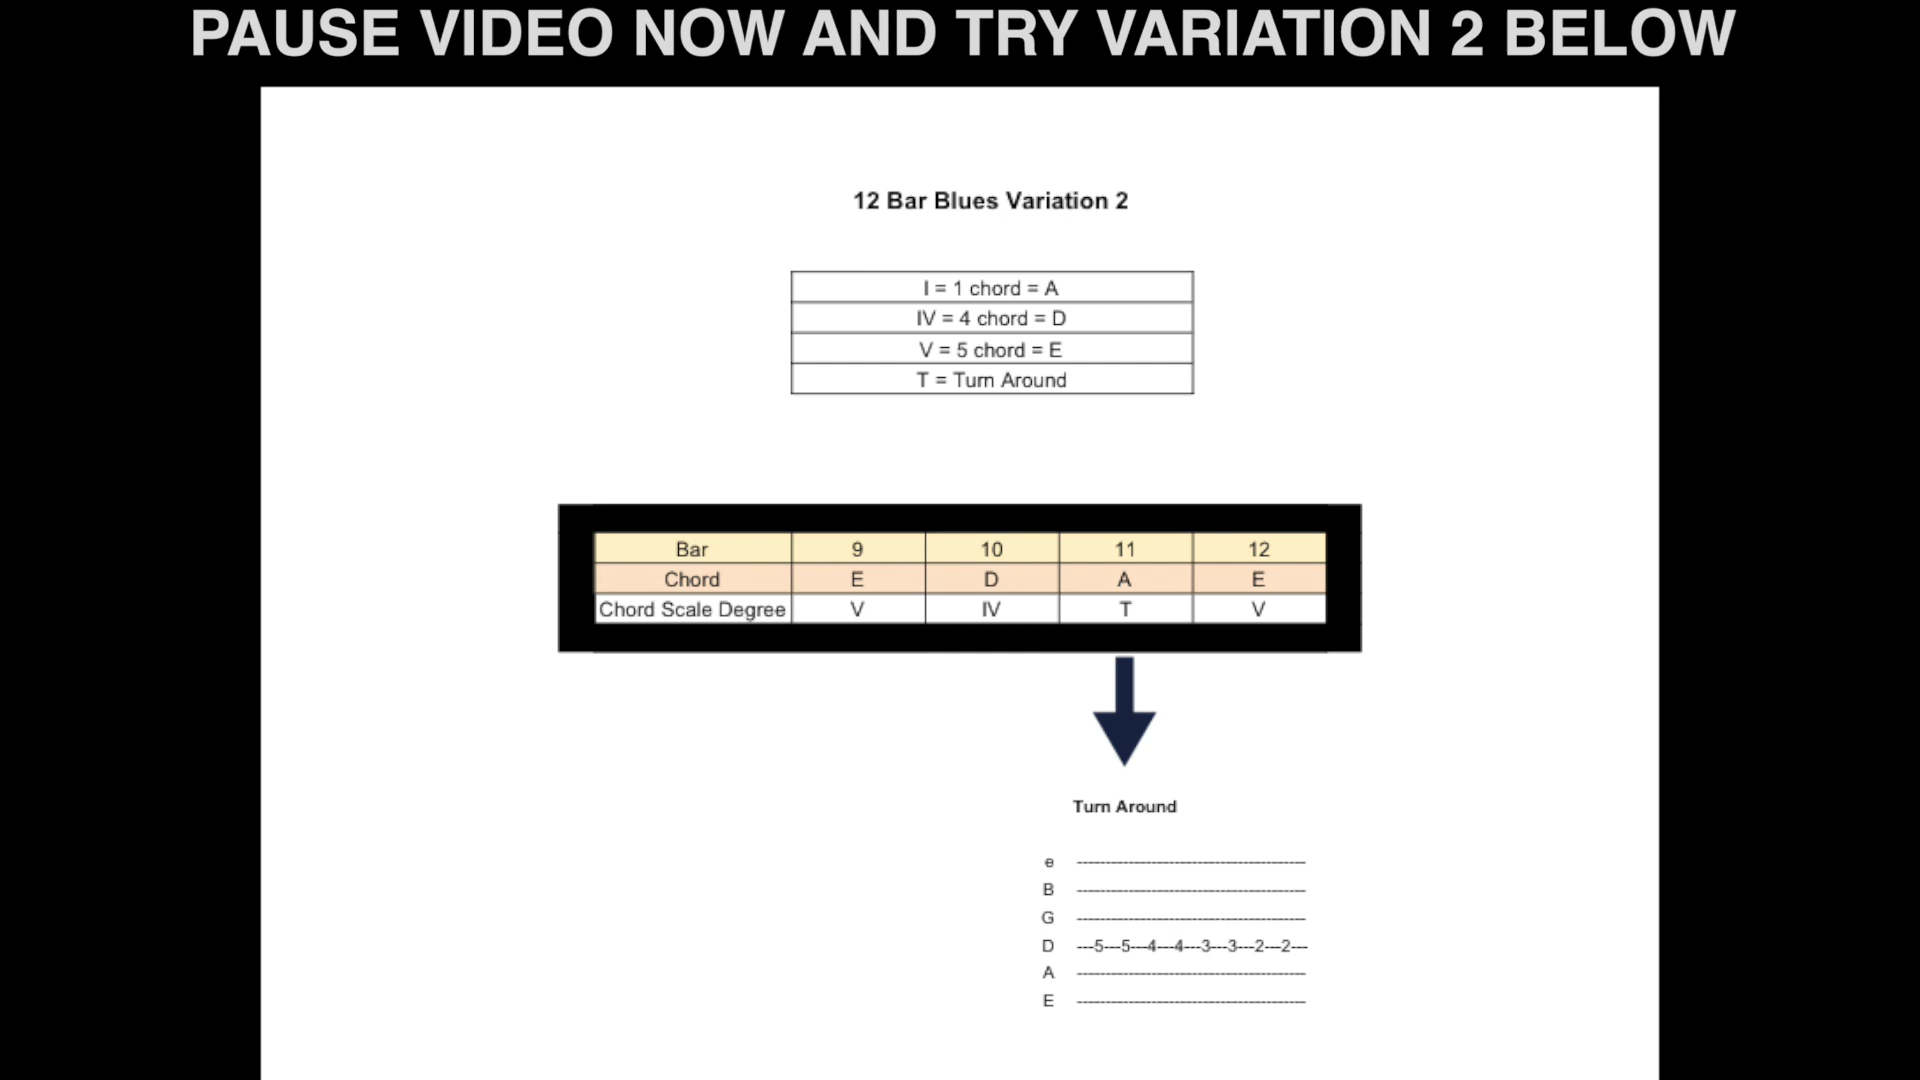 PAUSE VIDEO NOW AND TRY VARIATION 2 BELOW
12 Bar Blues Variation 2
I = 1 chord = A
IV = 4 chord = D
V = 5 chord = E
T = Turn Around
Bar 9 10 11 12
Chord E D A E
Chord Scale Degree V IV T V
Turn Around
e -------------------------------------------
B -------------------------------------------
G -------------------------------------------
D ---5---5---4---4---3---3---2---2---
A -------------------------------------------
E -------------------------------------------